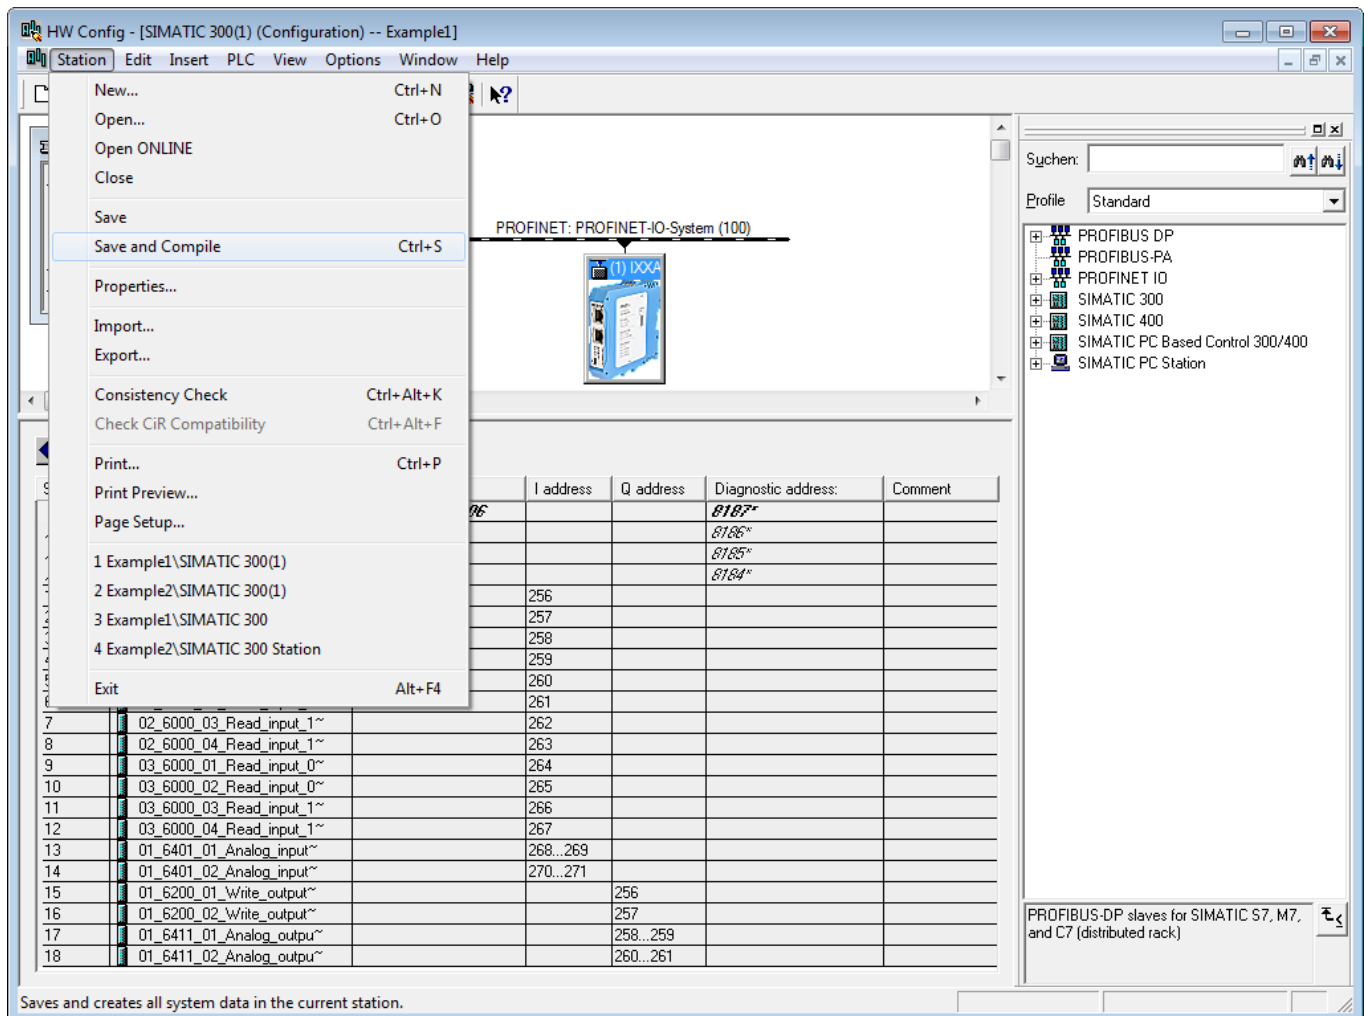 HW Config - [SIMATIC 300(1) (Configuration) -- Example1]
Station Edit Insert PLC View Options Window Help
New... Ctrl+N
Open... Ctrl+O
Open ONLINE
Close
Save
Save and Compile Ctrl+S
Properties...
Import...
Export...
Consistency Check Ctrl+Alt+K
Check CiR Compatibility Ctrl+Alt+F
Print... Ctrl+P
Print Preview...
Page Setup...
1 Example1\SIMATIC 300(1)
2 Example2\SIMATIC 300(1)
3 Example1\SIMATIC 300
4 Example2\SIMATIC 300 Station
Exit Alt+F4
PROFINET: PROFINET-IO-System (100)
(1) IXXA
Suchen:
Profile Standard
PROFIBUS DP
PROFIBUS-PA
PROFINET IO
SIMATIC 300
SIMATIC 400
SIMATIC PC Based Control 300/400
SIMATIC PC Station
I address Q address Diagnostic address: Comment
06 8187*
8186*
8185*
8184*
256
257
258
259
260
261
7 02_6000_03_Read_input_1~ 262
8 02_6000_04_Read_input_1~ 263
9 03_6000_01_Read_input_0~ 264
10 03_6000_02_Read_input_0~ 265
11 03_6000_03_Read_input_1~ 266
12 03_6000_04_Read_input_1~ 267
13 01_6401_01_Analog_input~ 268...269
14 01_6401_02_Analog_input~ 270...271
15 01_6200_01_Write_output~ 256
16 01_6200_02_Write_output~ 257
17 01_6411_01_Analog_outpu~ 258...259
18 01_6411_02_Analog_outpu~ 260...261
PROFIBUS-DP slaves for SIMATIC S7, M7,
and C7 (distributed rack)
Saves and creates all system data in the current station.